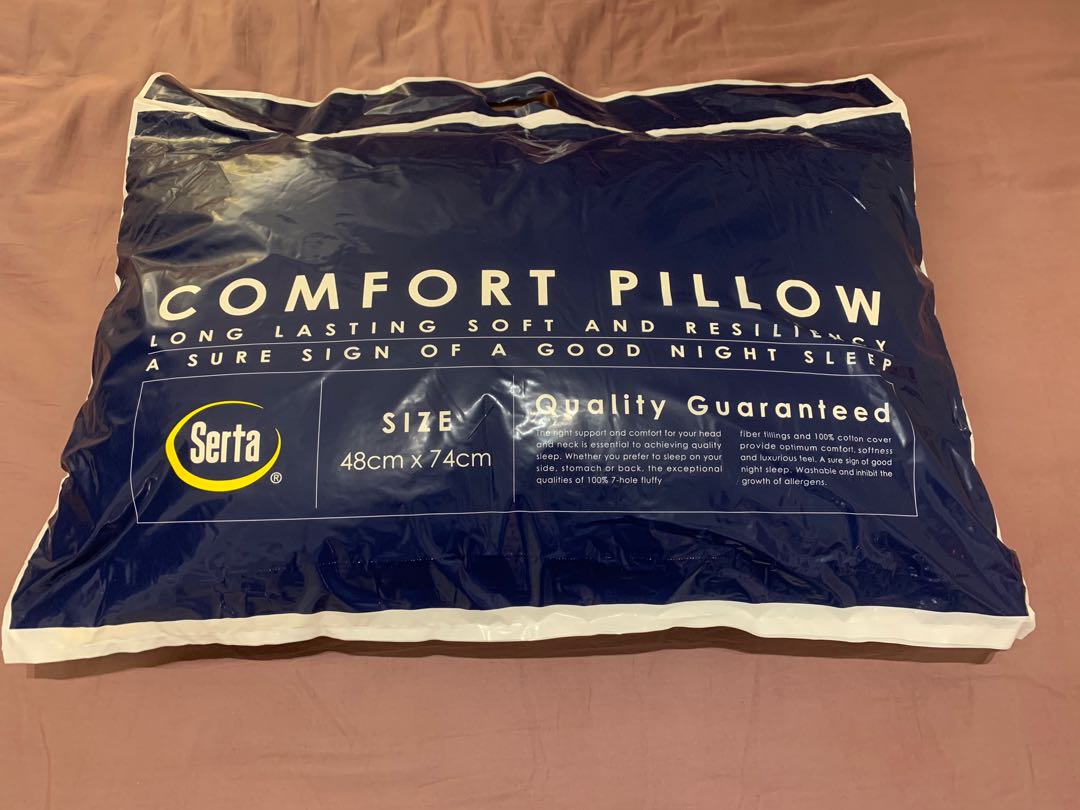 COMFORT PILLOW
LONG LASTING SOFT AND RESILIENCY
A SURE SIGN OF A GOOD NIGHT SLEEP
Serta
®
SIZE
48cm x 74cm
Quality Guaranteed
The right support and comfort for your head
and neck is essential to achieving quality
sleep. Whether you prefer to sleep on your
side, stomach or back, the exceptional
qualities of 100% 7-hole fluffy
fiber fillings and 100% cotton cover
provide optimum comfort, softness
and luxurious feel. A sure sign of good
night sleep. Washable and inhibit the
growth of allergens.